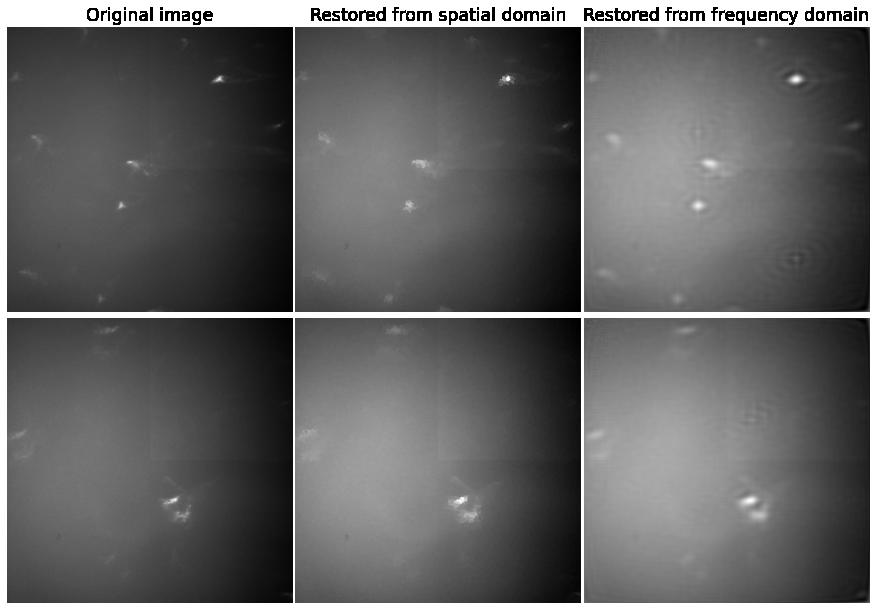 Original image
Restored from spatial domain
Restored from frequency domain